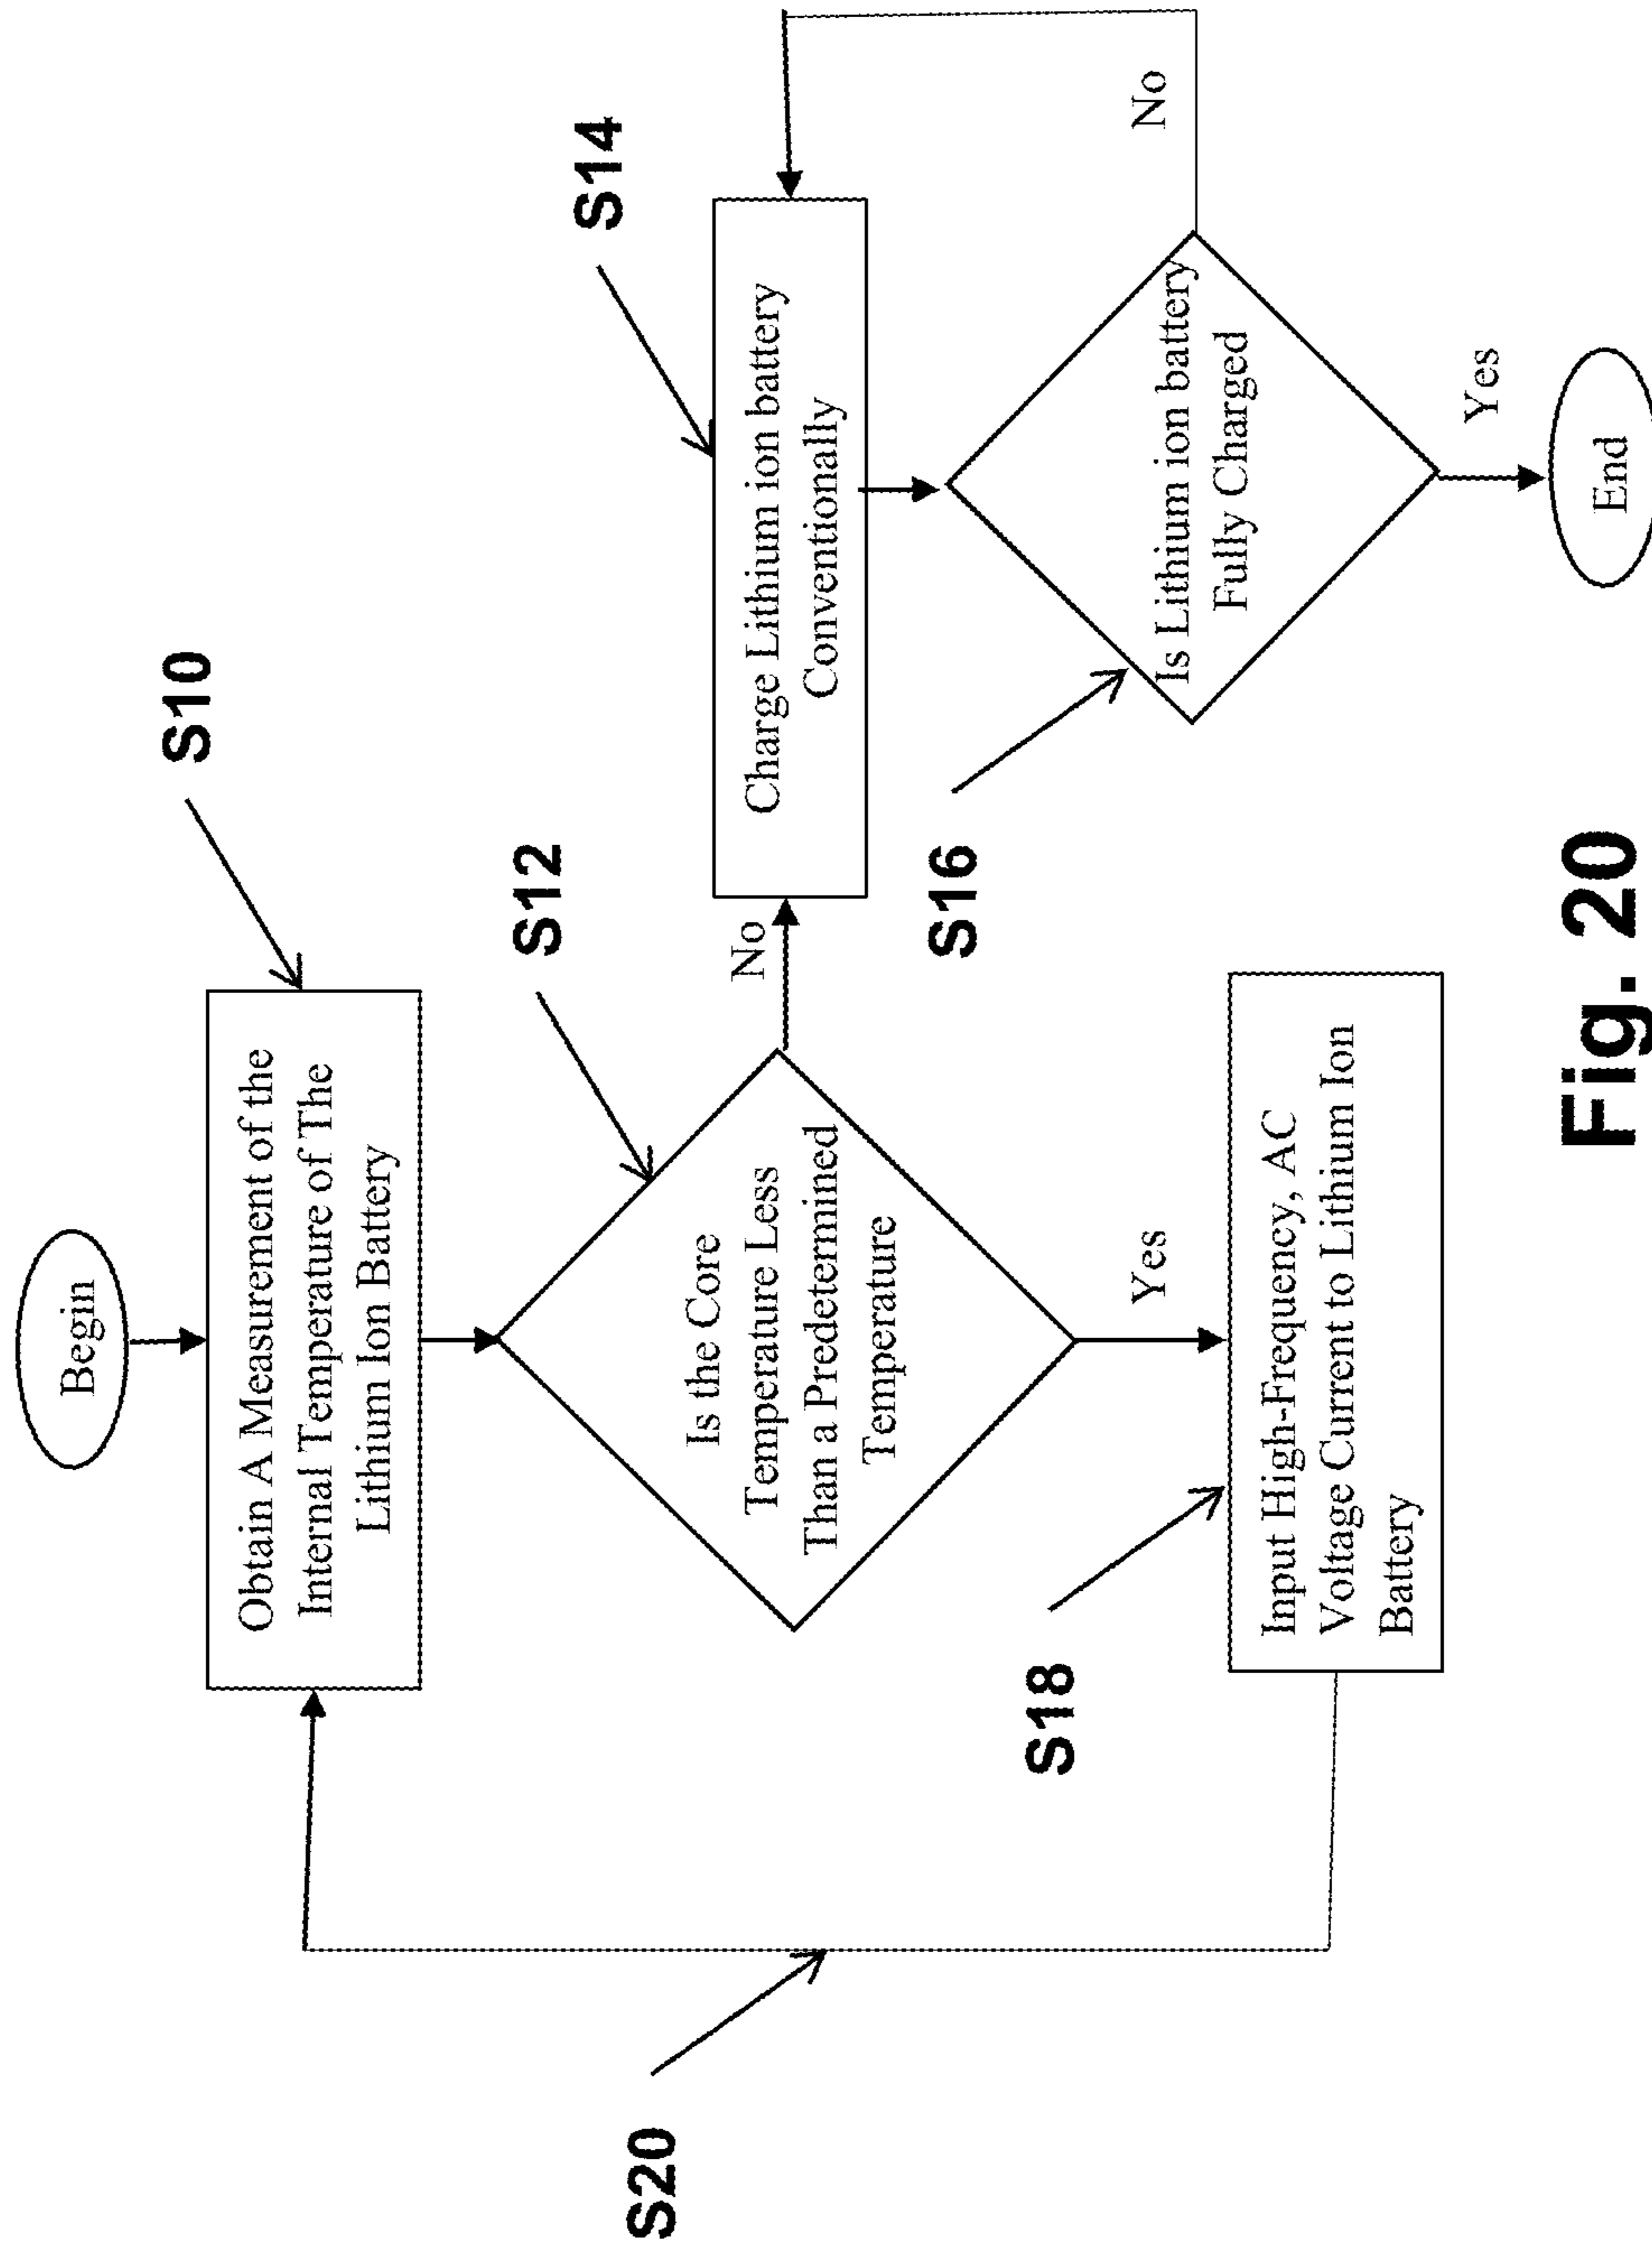 Begin
S10
Obtain A Measurement of the
Internal Temperature of The
Lithium Ion Battery
S12
Is the Core
Temperature Less
Than a Predetermined
Temperature
No
S14
Charge Lithium ion battery
Conventionally
S16
Is Lithium ion battery
Fully Charged
No
Yes
End
Yes
S18
Input High-Frequency, AC
Voltage Current to Lithium Ion
Battery
S20
Fig. 20